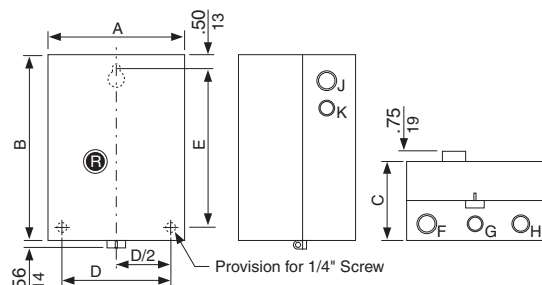 A
.50
13
B
E
R
D/2
D
.56
14
Provision for 1/4" Screw
J
K
.75
19
C
F
G
H